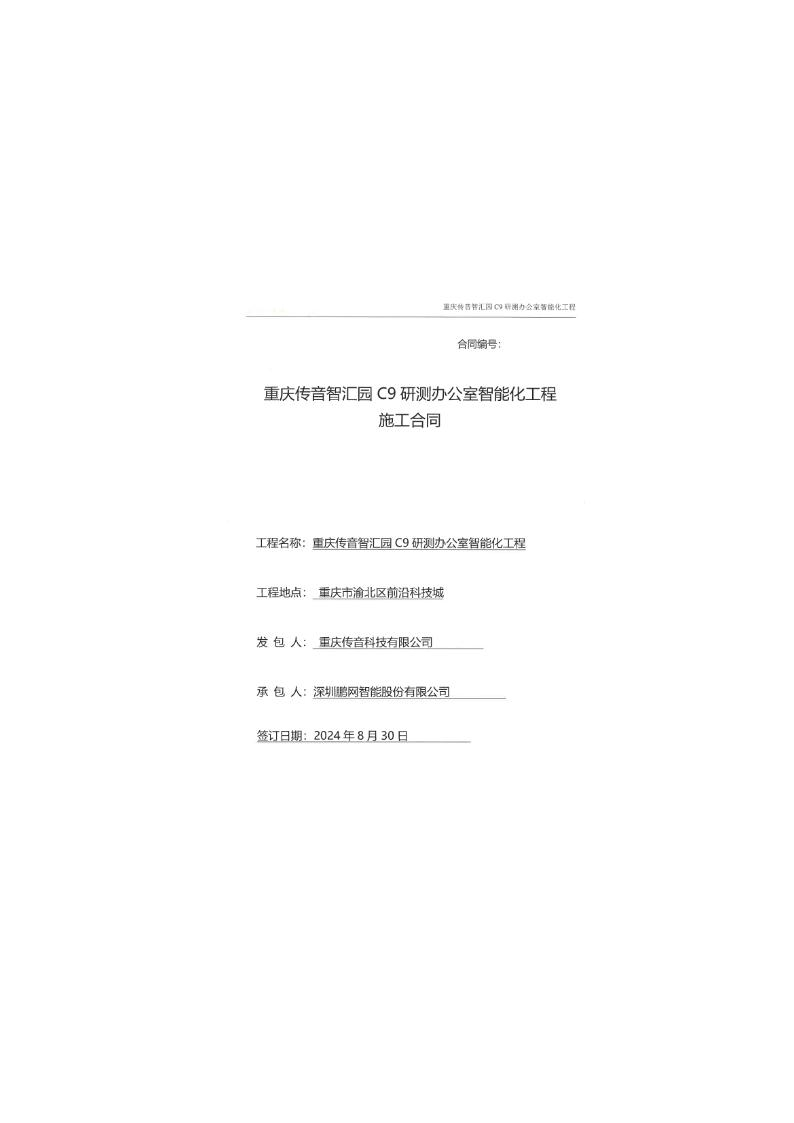 重庆传音智汇园 C9 研测办公室智能化工程
合同编号：
重庆传音智汇园 C9 研测办公室智能化工程
施工合同
工程名称：重庆传音智汇园 C9 研测办公室智能化工程
工程地点： 重庆市渝北区前沿科技城
发 包 人： 重庆传音科技有限公司
承 包 人：深圳鹏网智能股份有限公司
签订日期：2024 年 8 月 30 日